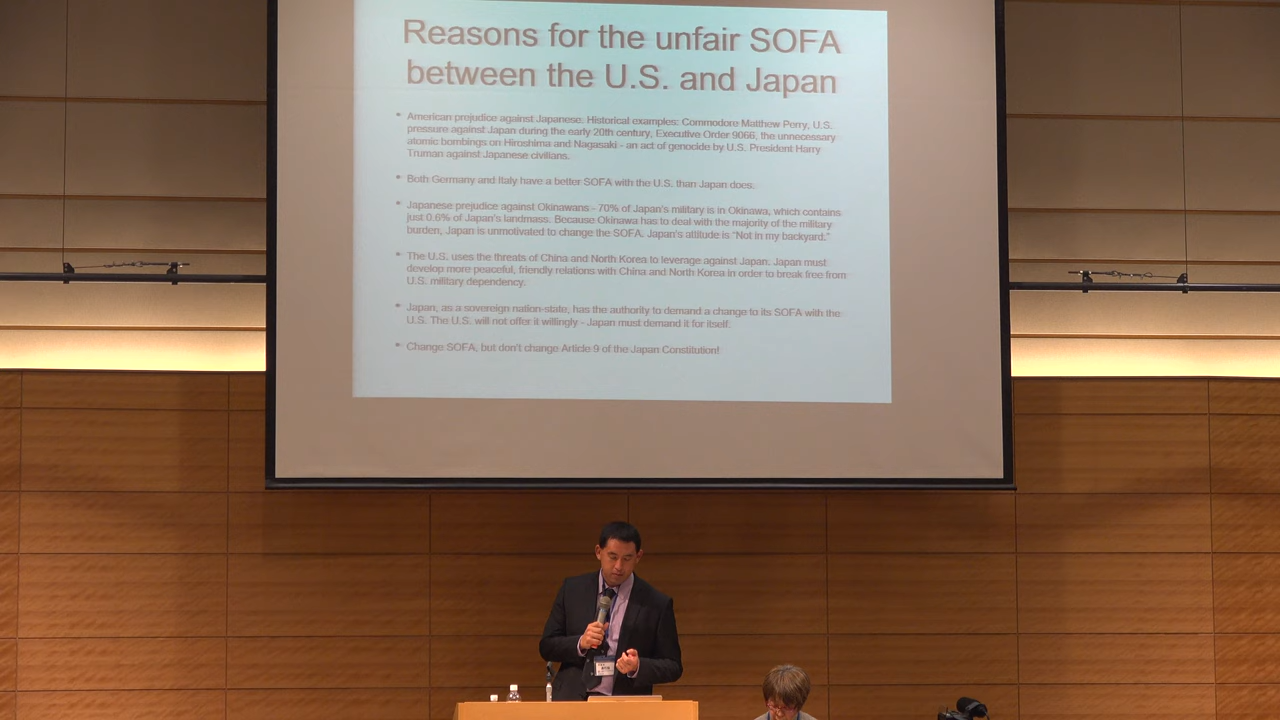 Reasons for the unfair SOFA
between the U.S. and Japan
* American prejudice against Japanese: Historical examples: Commodore Matthew Perry, U.S.
pressure against Japan during the early 20th century, Executive Order 9066, the unnecessary
atomic bombings on Hiroshima and Nagasaki - an act of genocide by U.S. President Harry
Truman against Japanese civilians.
* Both Germany and Italy have a better SOFA with the U.S. than Japan does.
* Japanese prejudice against Okinawans - 70% of Japan's military is in Okinawa, which contains
just 0.6% of Japan's landmass. Because Okinawa has to deal with the majority of the military
burden, Japan is unmotivated to change the SOFA. Japan's attitude is "Not in my backyard."
* The U.S. uses the threats of China and North Korea to leverage against Japan. Japan must
develop more peaceful, friendly relations with China and North Korea in order to break free from
U.S. military dependency.
* Japan, as a sovereign nation-state, has the authority to demand a change to its SOFA with the
U.S. The U.S. will not offer it willingly - Japan must demand it for itself.
* Change SOFA, but don't change Article 9 of the Japan Constitution!